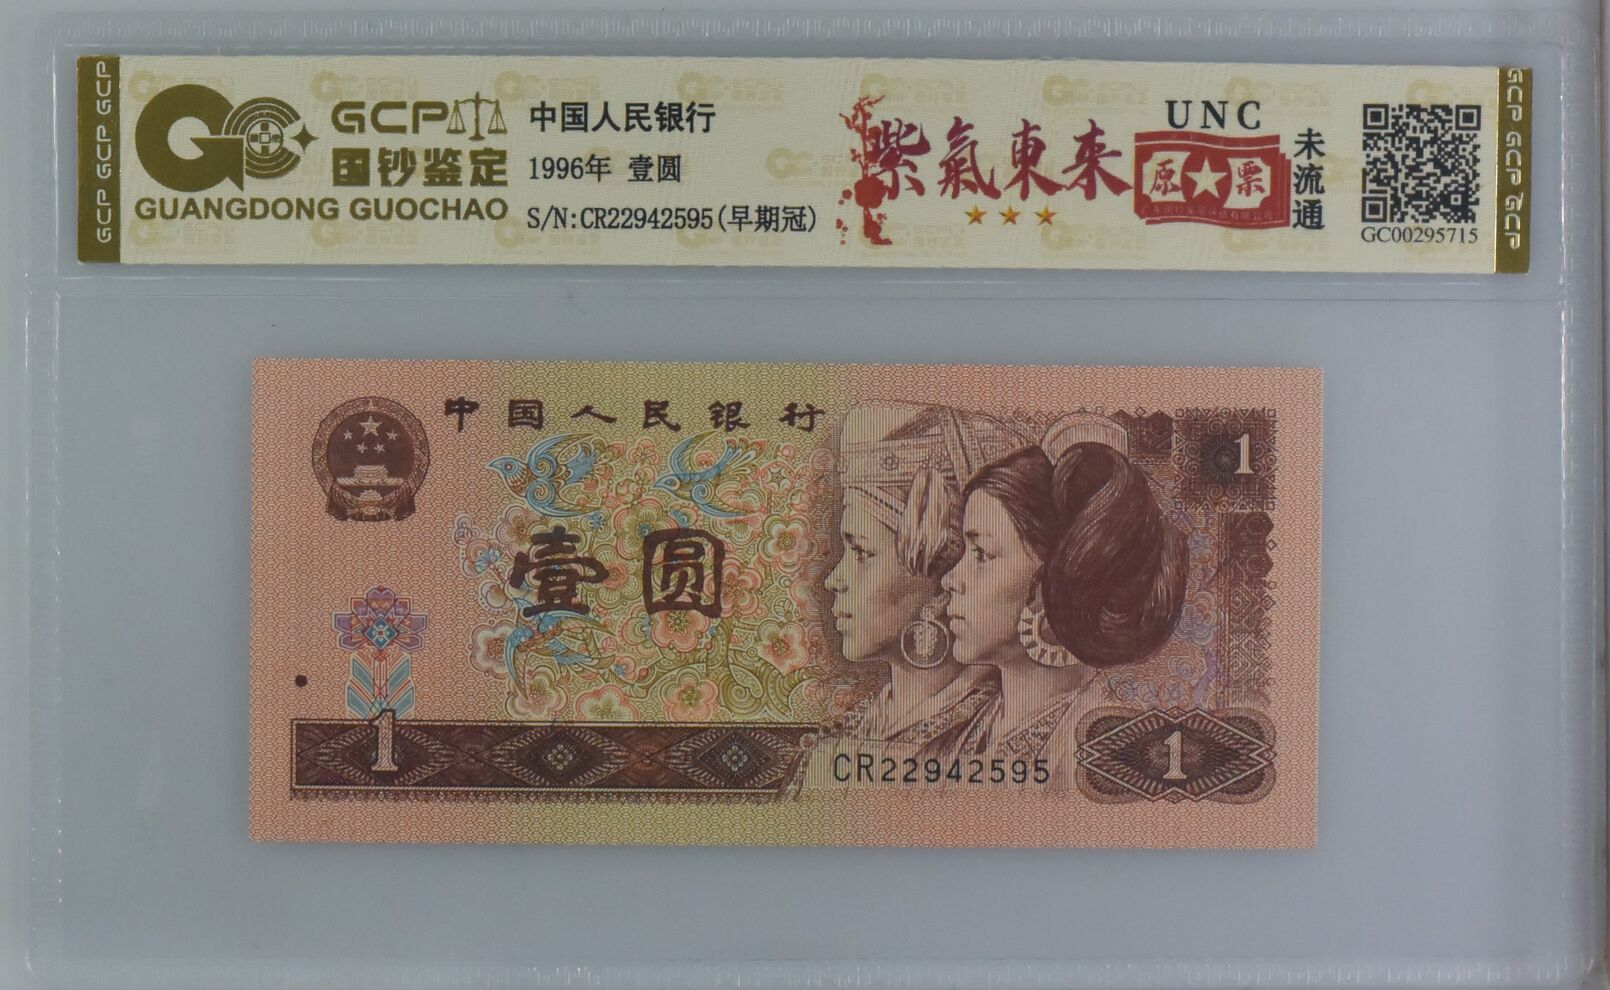 GCP GCP GCP
GCP
国钞鉴定
GUANGDONG GUOCHAO
中国人民银行
1996年 壹圆
S/N:CR22942595(早期冠)
紫氣東来
UNC
原票
未流通
GC00295715
GCP GCP GCP
中国人民银行
1
壹圆
1
CR22942595
1